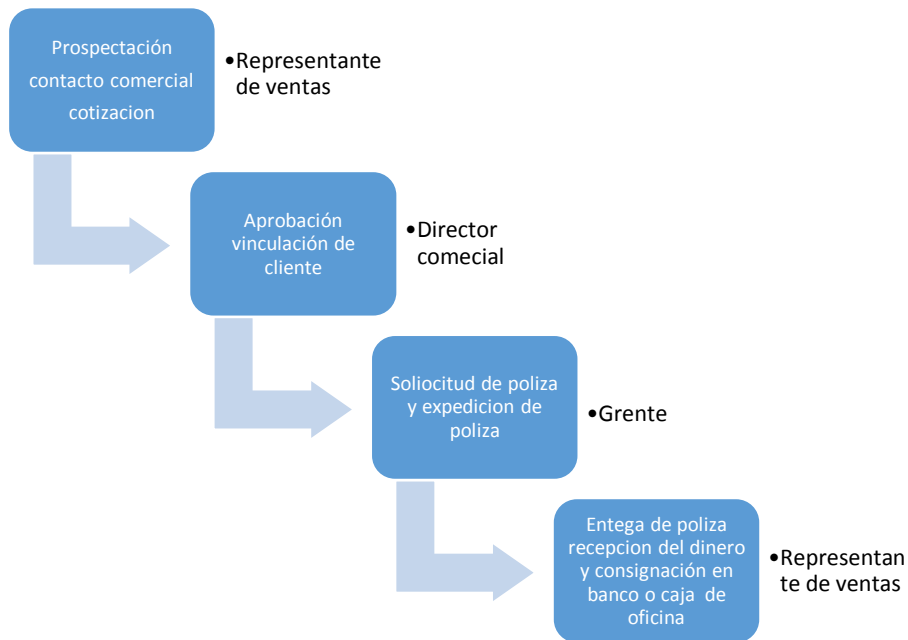 Prospectación
contacto comercial
cotizacion
•Representante
de ventas
Aprobación
vinculación de
cliente
•Director
comecial
Soliocitud de poliza
y expedicion de
poliza
•Grente
Entega de poliza
recepcion del dinero
y consignación en
banco o caja de
oficina
•Representan
te de ventas